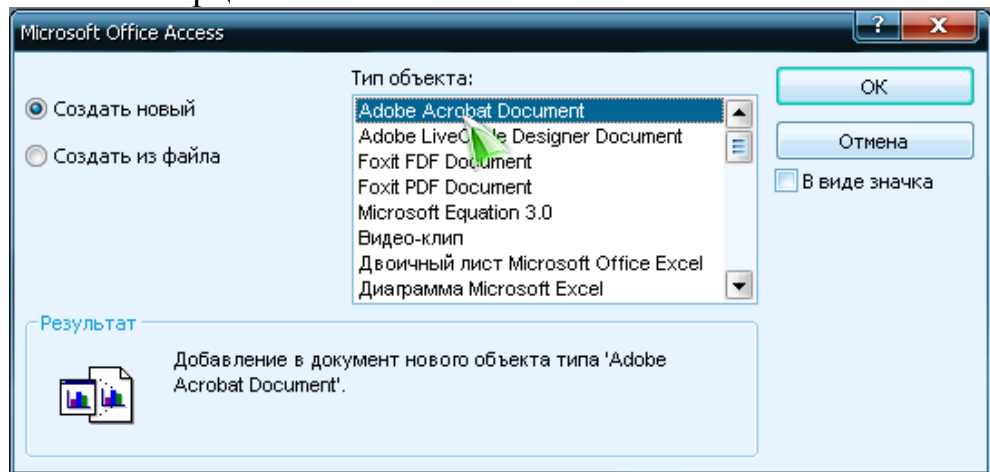 Microsoft Office Access
? X
Тип объекта:
Создать новый
Создать из файла
Adobe Acrobat Document
Adobe LiveCycle Designer Document
Foxit FDF Document
Foxit PDF Document
Microsoft Equation 3.0
Видео-клип
Двоичный лист Microsoft Office Excel
Диаграмма Microsoft Excel
ОК
Отмена
В виде значка
Результат
Добавление в документ нового объекта типа 'Adobe
Acrobat Document'.